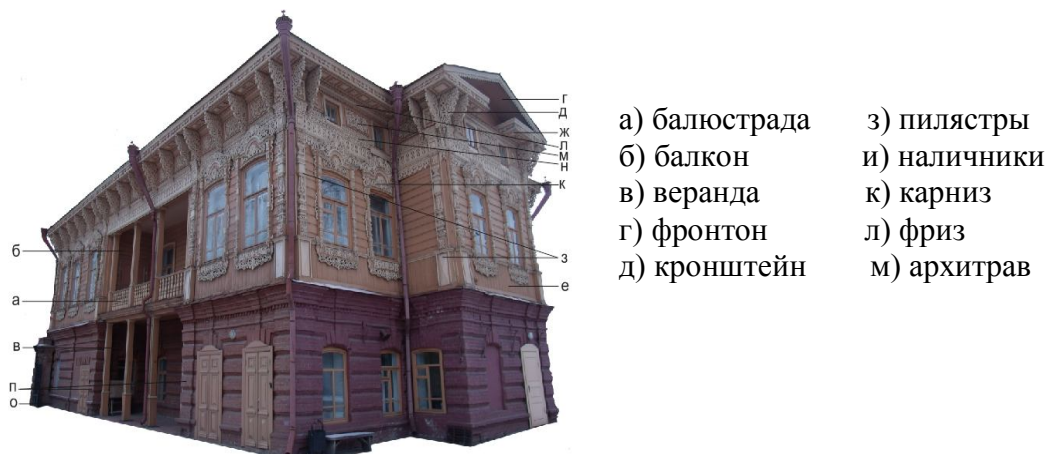 г
д
ж
л
м
н
к
з
е
б
а
в
п
о
а) балюстрада з) пилястры
б) балкон и) наличники
в) веранда к) карниз
г) фронтон л) фриз
д) кронштейн м) архитрав